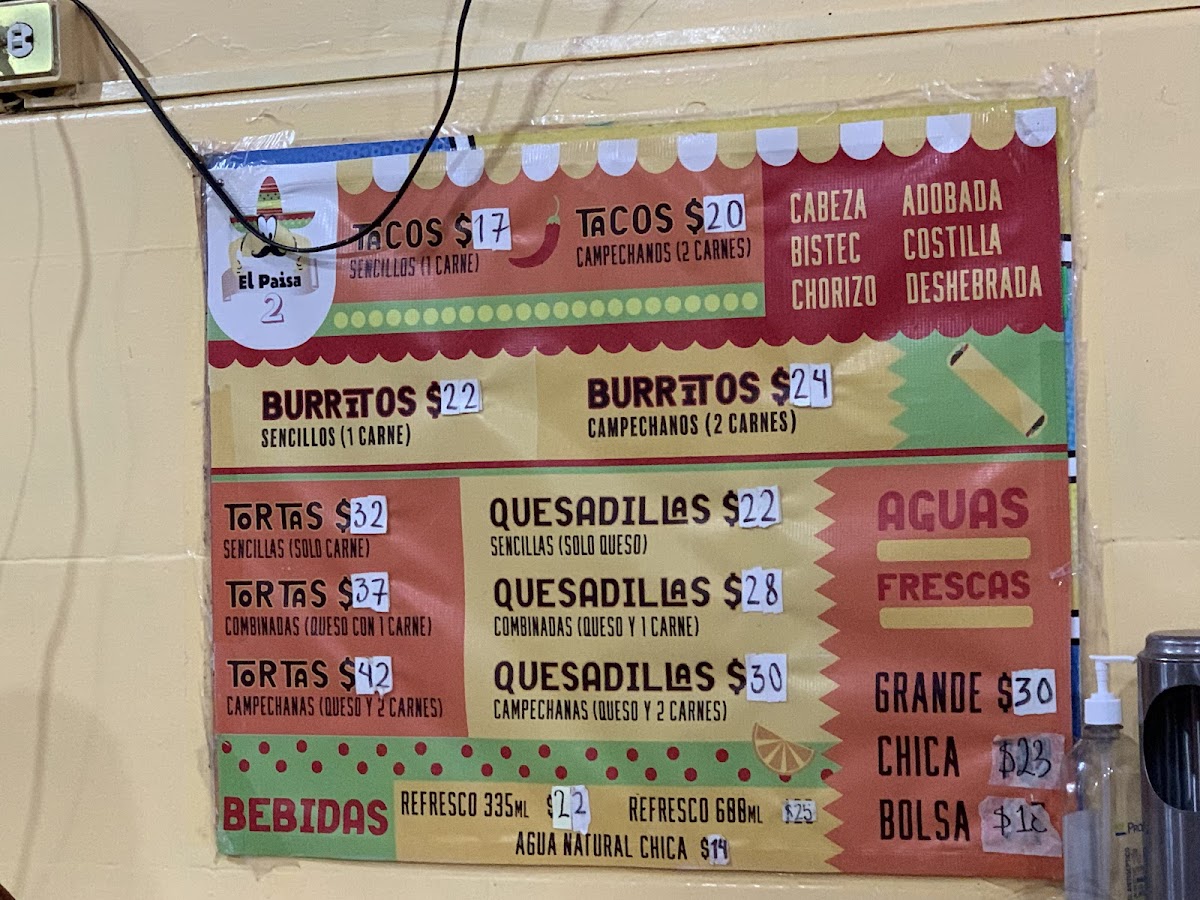 El Paisa
2
TACOS $17
SENCILLOS (1 CARNE)
TACOS $20
CAMPECHANOS (2 CARNES)
CABEZA ADOBADA
BISTEC COSTILLA
CHORIZO DESHEBRADA
BURRITOS $22
SENCILLOS (1 CARNE)
BURRITOS $24
CAMPECHANOS (2 CARNES)
TORTAS $32
SENCILLAS (SOLO CARNE)
TORTAS $37
COMBINADAS (QUESO CON 1 CARNE)
TORTAS $42
CAMPECHANAS (QUESO Y 2 CARNES)
QUESADILLAS $22
SENCILLAS (SOLO QUESO)
QUESADILLAS $28
COMBINADAS (QUESO Y 1 CARNE)
QUESADILLAS $30
CAMPECHANAS (QUESO Y 2 CARNES)
AGUAS
FRESCAS
GRANDE $30
CHICA $23
BOLSA
BEBIDAS
REFRESCO 335ML $22
REFRESCO 600ML $25
AGUA NATURAL CHICA $14